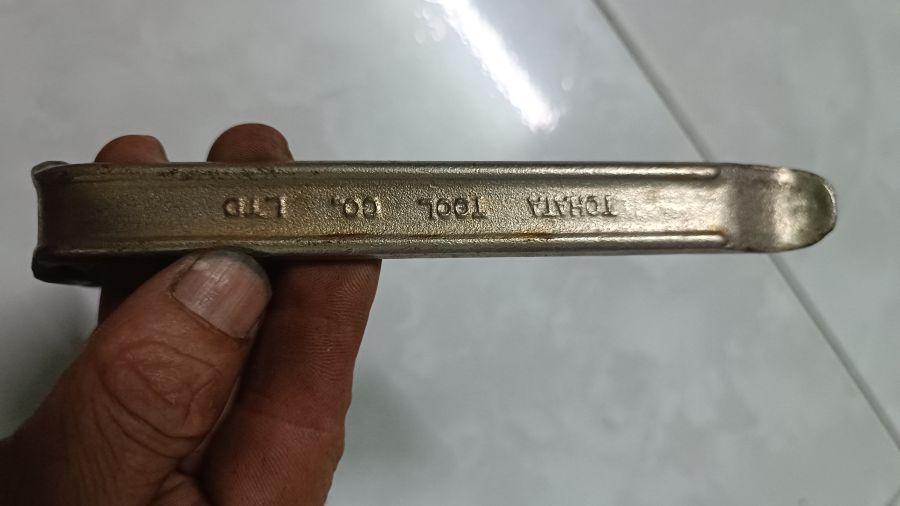 TOHATA TOOL CO, LTD